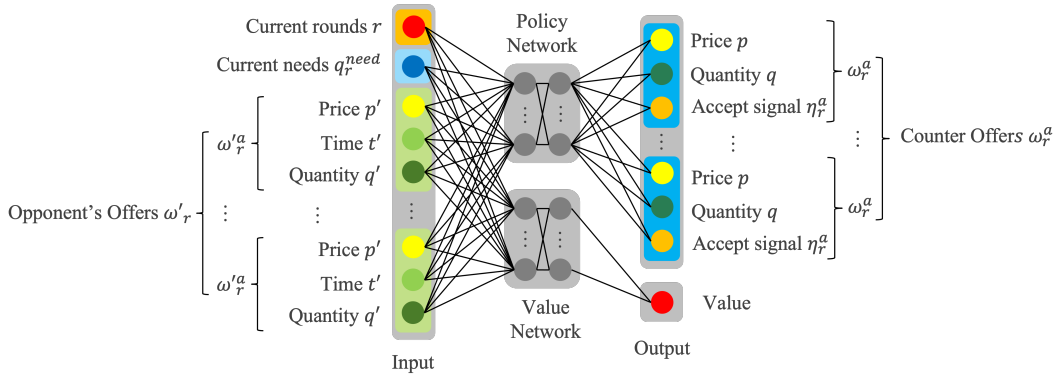 Current rounds r
Current needs q_r^{need}
Price p′
Time t′
Quantity q′
ω′_r^a
Opponent's Offers ω′_r
⋮
⋮
⋮
Price p′
Time t′
Quantity q′
ω′_r^a
Input
Policy
Network
⋮ ⋮
⋮ ⋮
Value
Network
Price p
Quantity q
Accept signal η_r^a
ω_r^a
⋮
⋮
⋮
Counter Offers ω_r^a
Price p
Quantity q
Accept signal η_r^a
ω_r^a
Value
Output